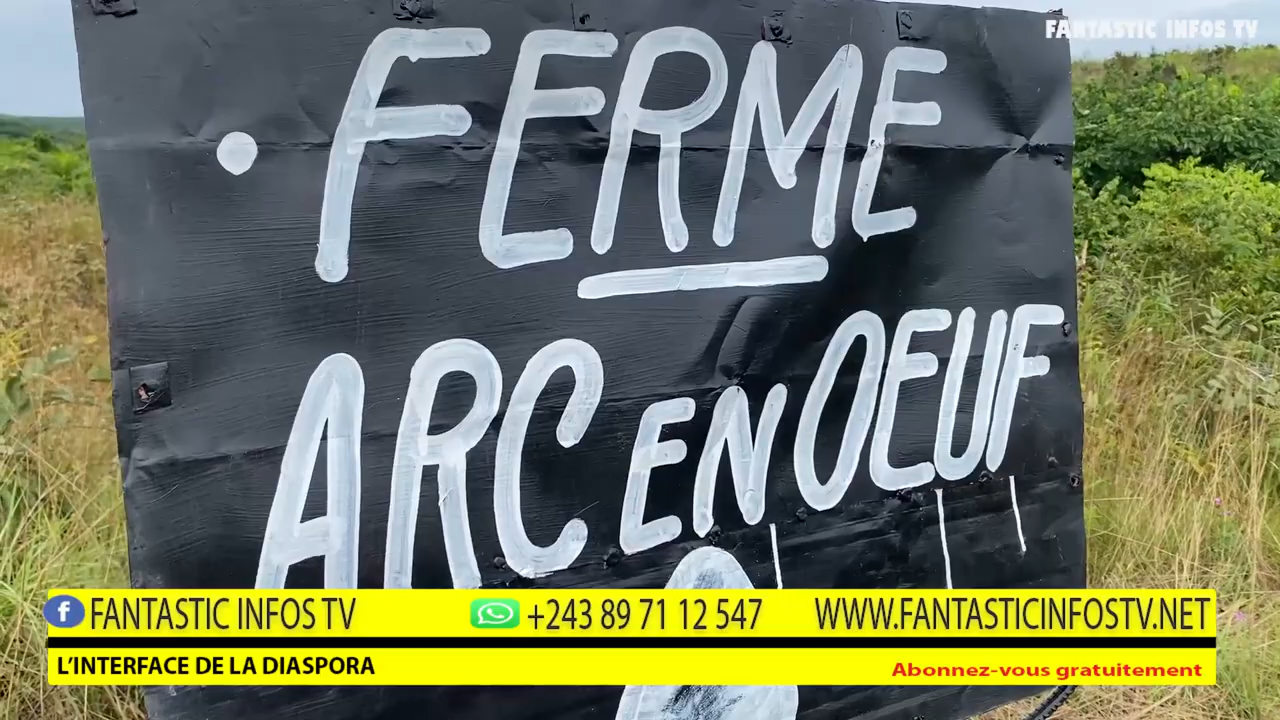 FANTASTIC INFOS TV
• FERME
ARC EN OEUF
FANTASTIC INFOS TV +243 89 71 12 547 WWW.FANTASTICINFOSTV.NET
L'INTERFACE DE LA DIASPORA Abonnez-vous gratuitement